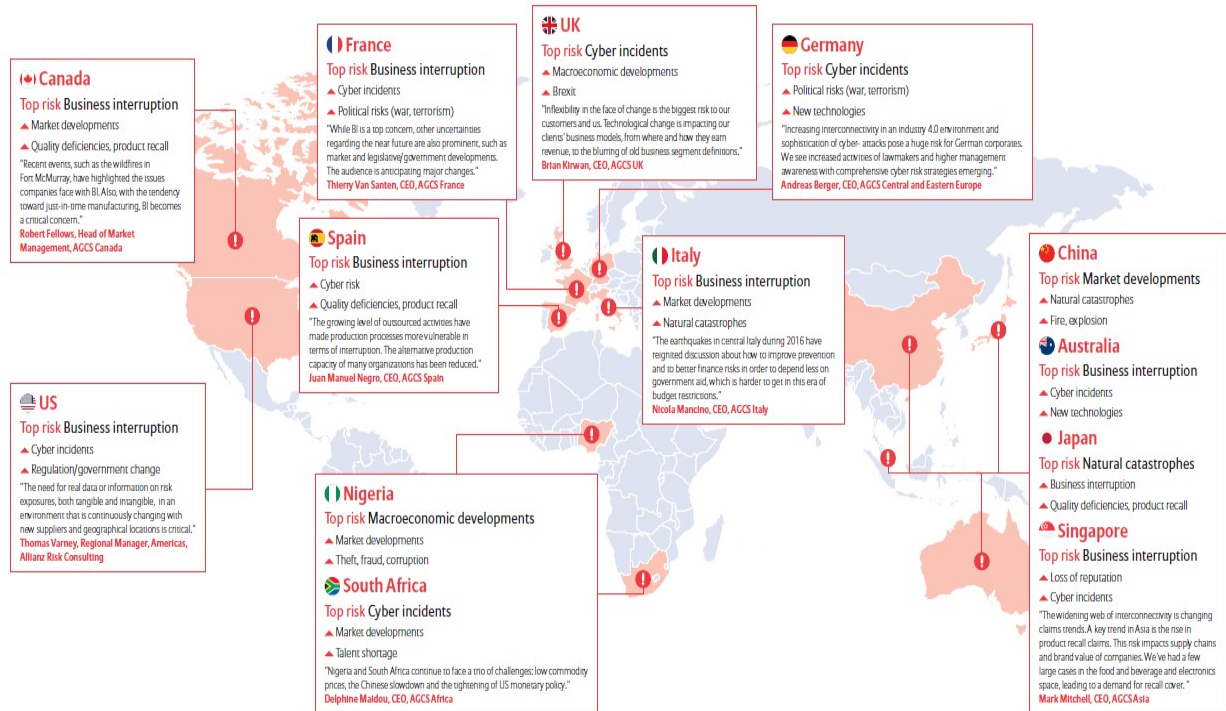 Canada
Top risk Business interruption
Market developments
Quality deficiencies, product recall
"Recent events, such as the wildfires in
Fort McMurray, have highlighted the issues
companies face with BI. Also, with the tendency
toward just-in-time manufacturing, BI becomes
a critical concern."
Robert Fellows, Head of Market
Management, AGCS Canada
France
Top risk Business interruption
Cyber incidents
Political risks (war, terrorism)
"While BI is a top concern, other uncertainties
regarding the near future are also prominent, such as
market and legislative/government developments.
The audience is anticipating major changes."
Thierry Van Santen, CEO, AGCS France
UK
Top risk Cyber incidents
Macroeconomic developments
Brexit
"Inflexibility in the face of change is the biggest risk to our
customers and us. Technological change is impacting our
clients' business models, from where and how they earn
revenue, to the blurring of old business segment definitions."
Brian Kirwan, CEO, AGCS UK
Germany
Top risk Cyber incidents
Political risks (war, terrorism)
New technologies
"Increasing interconnectivity in an industry 4.0 environment and
sophistication of cyber- attacks pose a huge risk for German corporates.
We see increased activities of lawmakers and higher management
awareness with comprehensive cyber risk strategies emerging."
Andreas Berger, CEO, AGCS Central and Eastern Europe
Spain
Top risk Business interruption
Cyber risk
Quality deficiencies, product recall
"The growing level of outsourced activities have
made production processes more vulnerable in
terms of interruption. The alternative production
capacity of many organizations has been reduced."
Juan Manuel Negro, CEO, AGCS Spain
Italy
Top risk Business interruption
Market developments
Natural catastrophes
"The earthquakes in central Italy during 2016 have
reignited discussion about how to improve prevention
and to better finance risks in order to depend less on
government aid, which is harder to get in this era of
budget restrictions."
Nicola Mancino, CEO, AGCS Italy
US
Top risk Business interruption
Cyber incidents
Regulation/government change
"The need for real data or information on risk
exposures, both tangible and intangible, in an
environment that is continuously changing with
new suppliers and geographical locations is critical."
Thomas Varney, Regional Manager, Americas,
Allianz Risk Consulting
Nigeria
Top risk Macroeconomic developments
Market developments
Theft, fraud, corruption
South Africa
Top risk Cyber incidents
Market developments
Talent shortage
"Nigeria and South Africa continue to face a trio of challenges: low commodity
prices, the Chinese slowdown and the tightening of US monetary policy."
Delphine Maidou, CEO, AGCS Africa
China
Top risk Market developments
Natural catastrophes
Fire, explosion
Australia
Top risk Business interruption
Cyber incidents
New technologies
Japan
Top risk Natural catastrophes
Business interruption
Quality deficiencies, product recall
Singapore
Top risk Business interruption
Loss of reputation
Cyber incidents
"The widening web of interconnectivity is changing
claims trends. A key trend in Asia is the rise in
product recall claims. This risk impacts supply chains
and brand value of companies. We've had a few
large cases in the food and beverage and electronics
space, leading to a demand for recall cover. "
Mark Mitchell, CEO, AGCS Asia